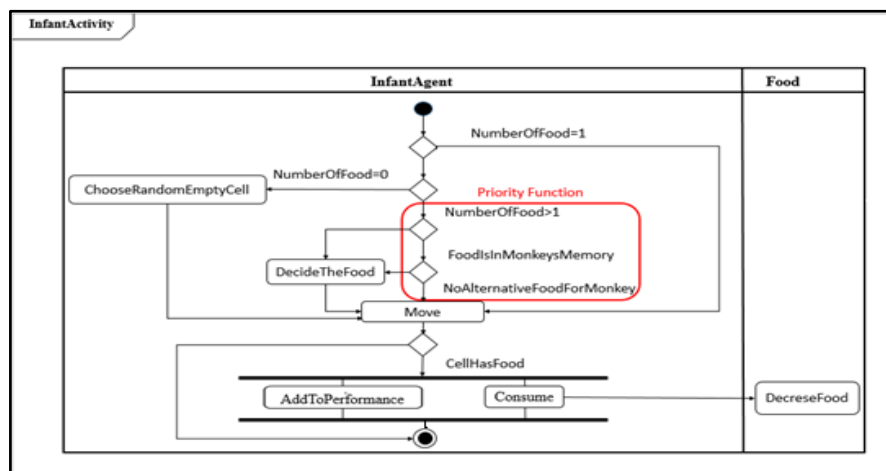 InfantActivity
InfantAgent
Food
NumberOfFood=1
NumberOfFood=0
ChooseRandomEmptyCell
Priority Function
NumberOfFood>1
FoodIsInMonkeysMemory
DecideTheFood
NoAlternativeFoodForMonkey
Move
CellHasFood
AddToPerformance
Consume
DecreseFood